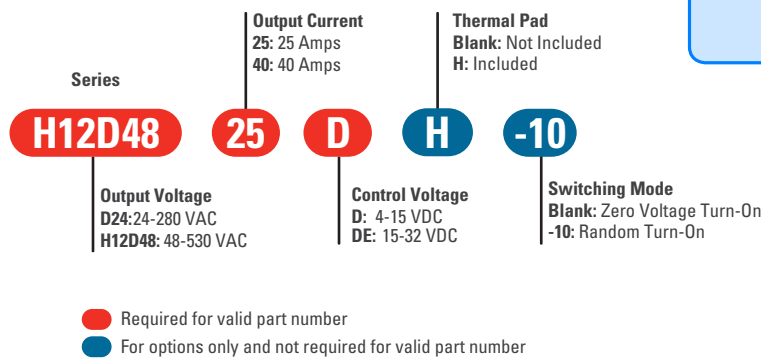 Output Current
25: 25 Amps
40: 40 Amps
Thermal Pad
Blank: Not Included
H: Included
Series
H12D48 25 D H -10
Output Voltage
D24:24-280 VAC
H12D48: 48-530 VAC
Control Voltage
D: 4-15 VDC
DE: 15-32 VDC
Switching Mode
Blank: Zero Voltage Turn-On
-10: Random Turn-On
Required for valid part number
For options only and not required for valid part number